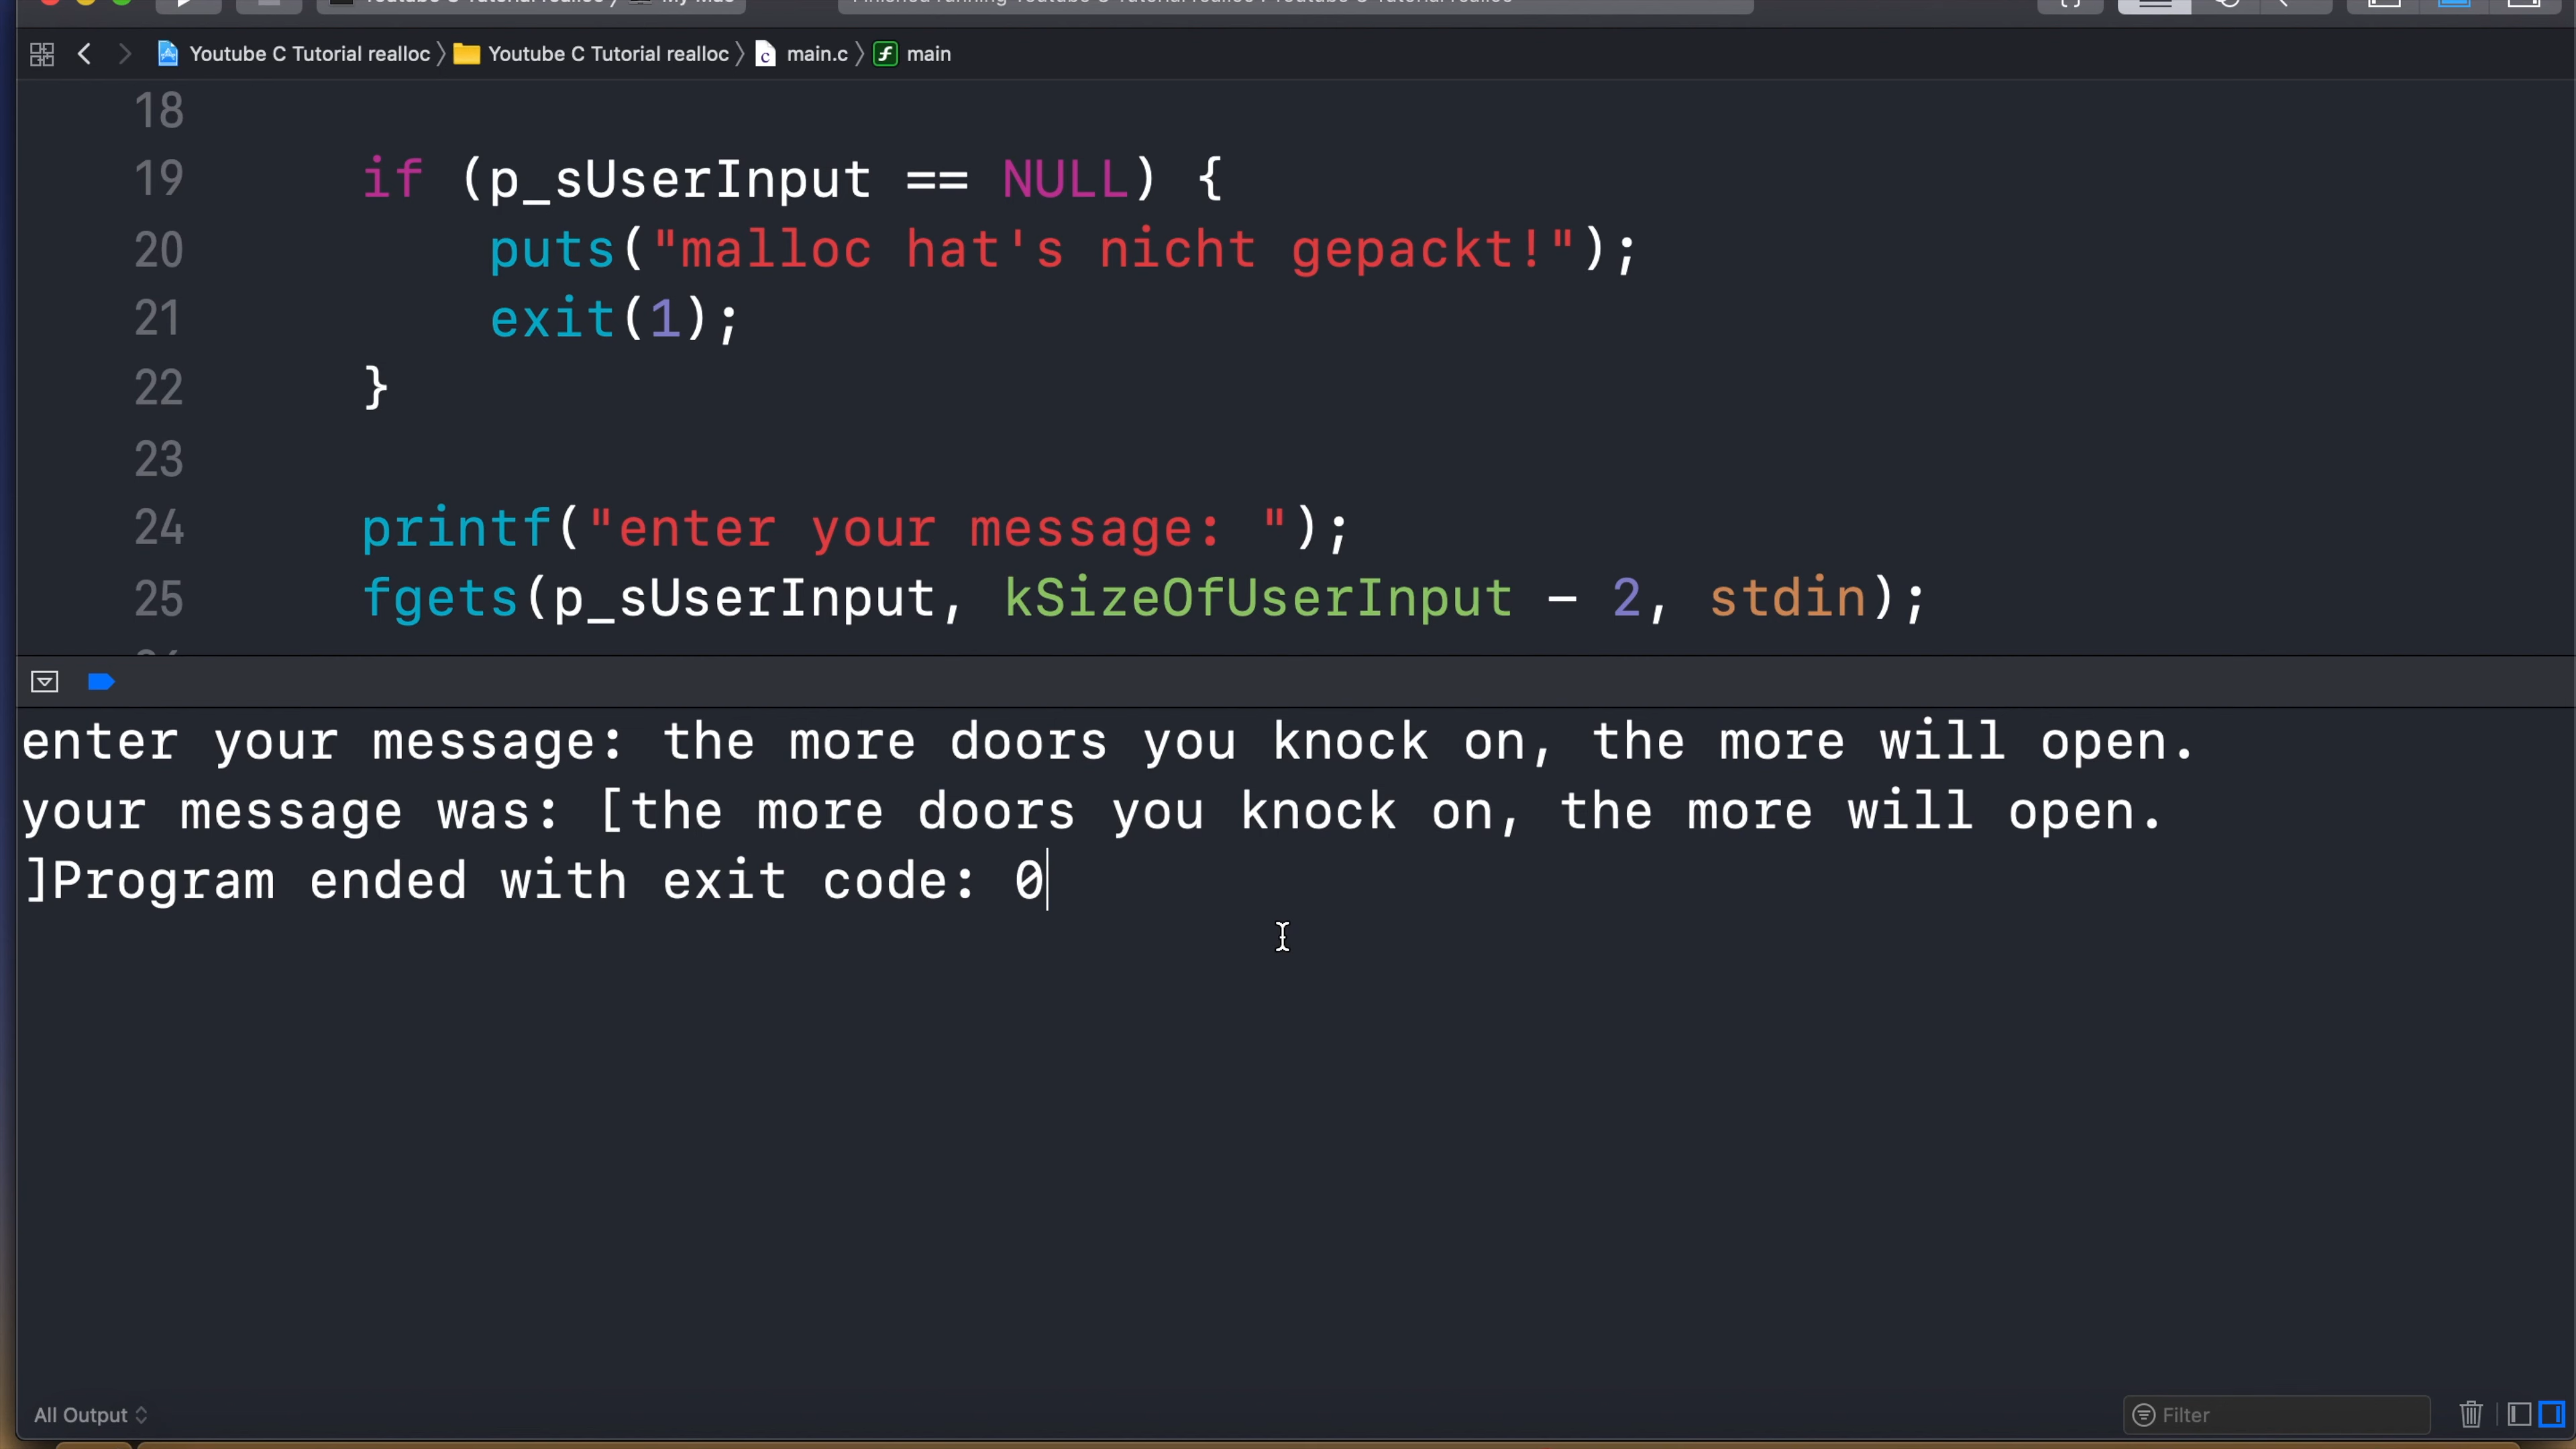 Youtube C Tutorial realloc 〉 Youtube C Tutorial realloc 〉 main.c 〉 main
18
19 if (p_sUserInput == NULL) {
20 puts("malloc hat's nicht gepackt!");
21 exit(1);
22 }
23
24 printf("enter your message: ");
25 fgets(p_sUserInput, kSizeOfUserInput - 2, stdin);
enter your message: the more doors you knock on, the more will open.
your message was: [the more doors you knock on, the more will open.
]Program ended with exit code: 0
All Output
Filter